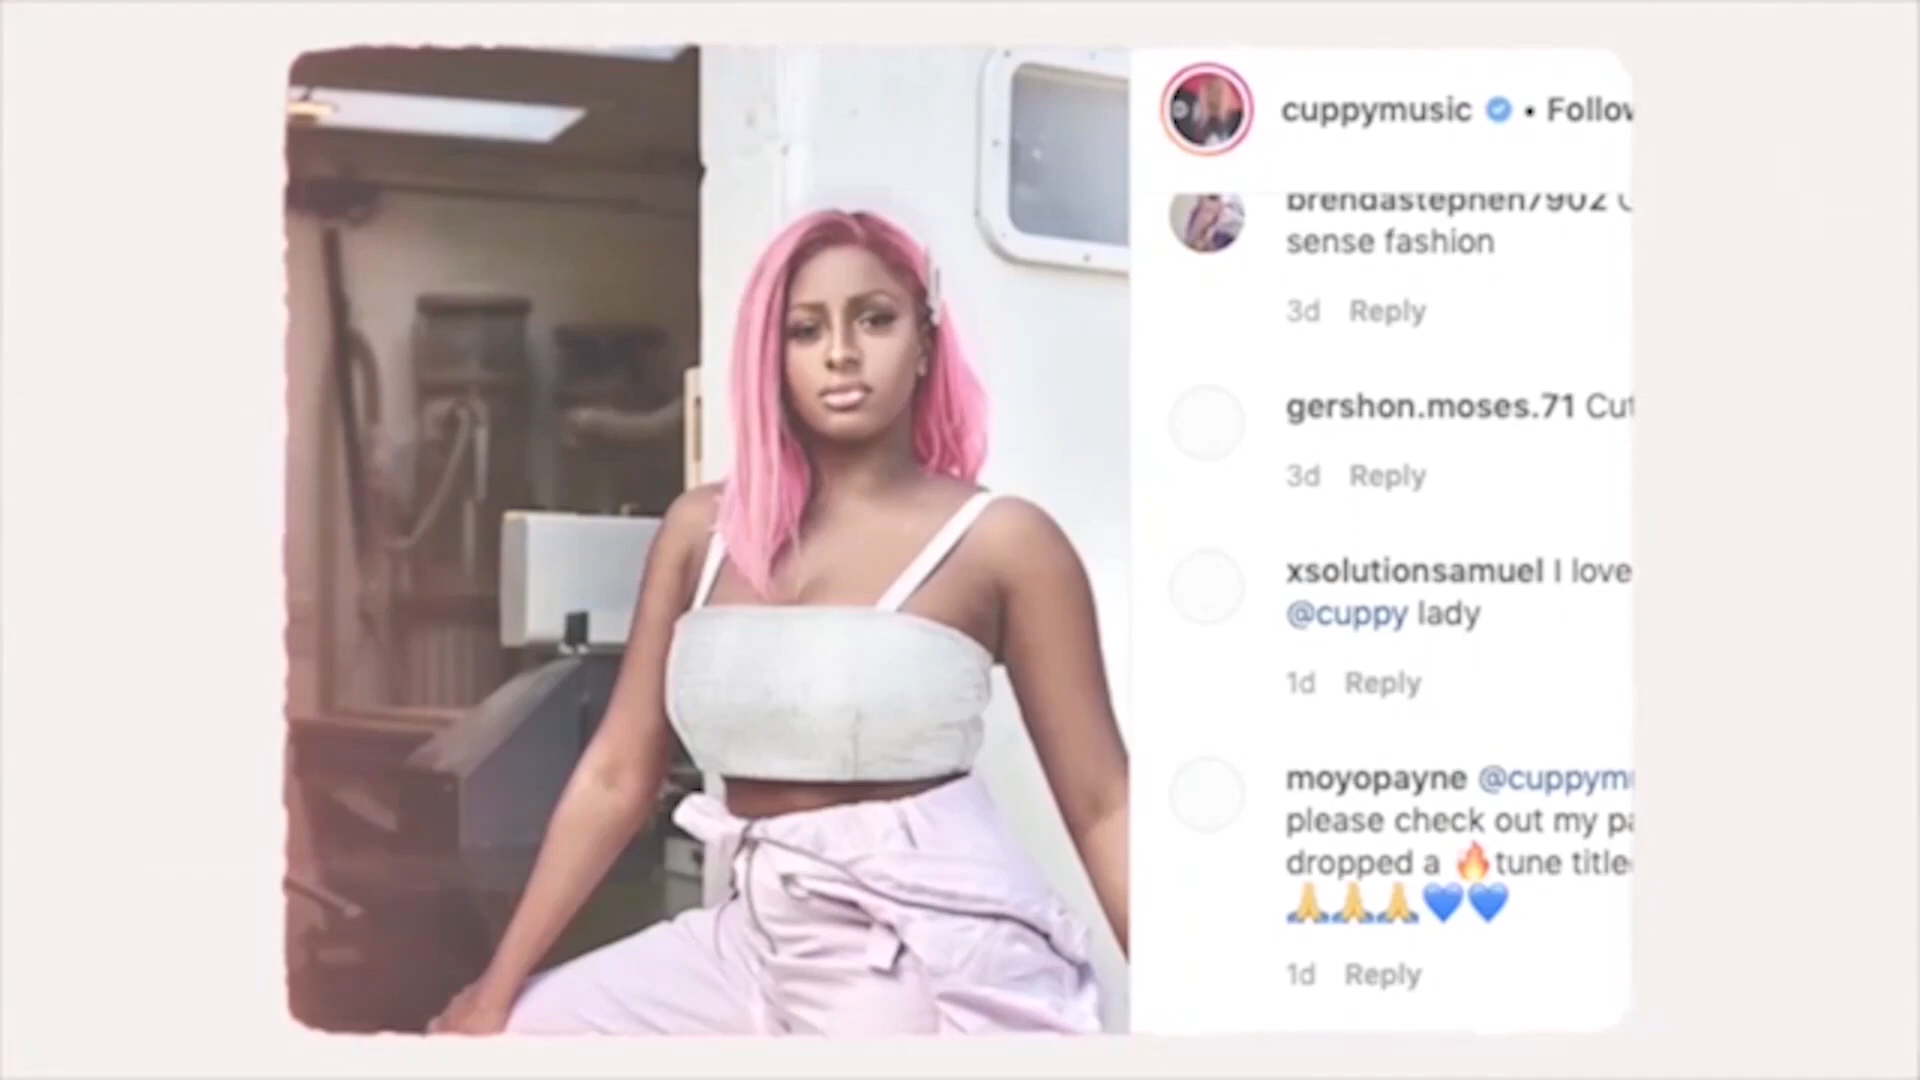 cuppymusic • Follow
brendastephen7902
sense fashion
3d Reply
gershon.moses.71 Cut
3d Reply
xsolutionsamuel I love
@cuppy lady
1d Reply
moyopayne @cuppym
please check out my pa
dropped a 🔥tune title
🙏🙏🙏💙💙
1d Reply